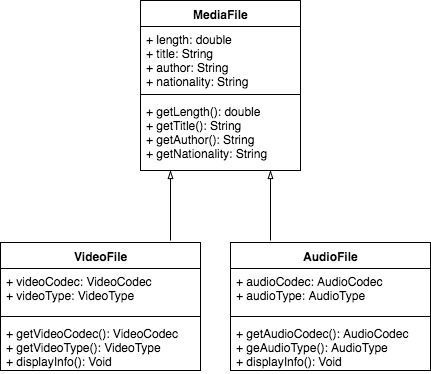 MediaFile
+ length: double
+ title: String
+ author: String
+ nationality: String
+ getLength(): double
+ getTitle(): String
+ getAuthor(): String
+ getNationality: String
VideoFile
+ videoCodec: VideoCodec
+ videoType: VideoType
+ getVideoCodec(): VideoCodec
+ getVideoType(): VideoType
+ displayInfo(): Void
AudioFile
+ audioCodec: AudioCodec
+ audioType: AudioType
+ getAudioCodec(): AudioCodec
+ geAudioType(): AudioType
+ displayInfo(): Void